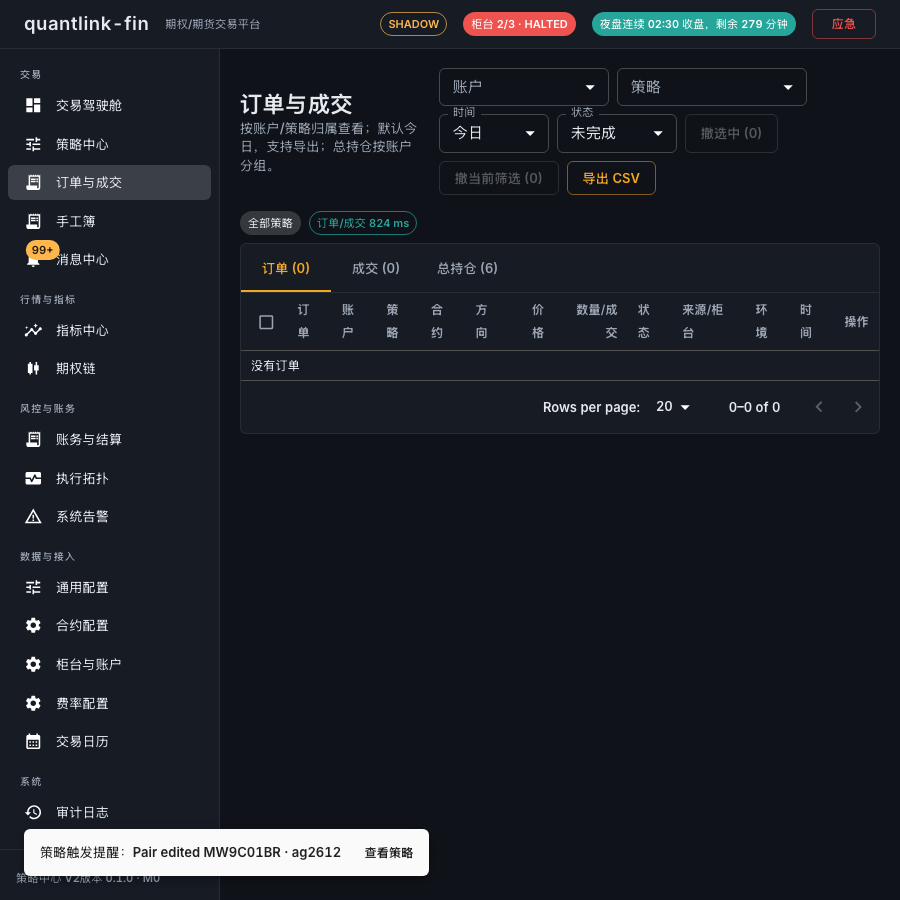 quantlink-fin
期权/期货交易平台
SHADOW
柜台 2/3 · HALTED
夜盘连续 02:30 收盘，剩余 279 分钟
应急
交易
交易驾驶舱
策略中心
订单与成交
手工簿
99+
消息中心
行情与指标
指标中心
期权链
风控与账务
账务与结算
执行拓扑
系统告警
数据与接入
通用配置
合约配置
柜台与账户
费率配置
交易日历
系统
审计日志
策略中心 V2版本 0.1.0 · M0
订单与成交
按账户/策略归属查看；默认今
日，支持导出；总持仓按账户
分组。
账户
策略
时间
今日
状态
未完成
撤选中 (0)
撤当前筛选 (0)
导出 CSV
全部策略
订单/成交 824 ms
订单 (0)
成交 (0)
总持仓 (6)
订单
账户
策略
合约
方向
价格
数量/成交
状态
来源/柜台
环境
时间
操作
没有订单
Rows per page:
20
0–0 of 0
策略触发提醒：Pair edited MW9C01BR · ag2612
查看策略